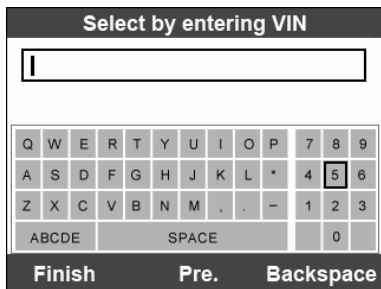 Select by entering VIN
Q W E R T Y U I O P 7 8 9
A S D F G H J K L * 4 5 6
Z X C V B N M , . – 1 2 3
ABCDE SPACE 0
Finish Pre. Backspace